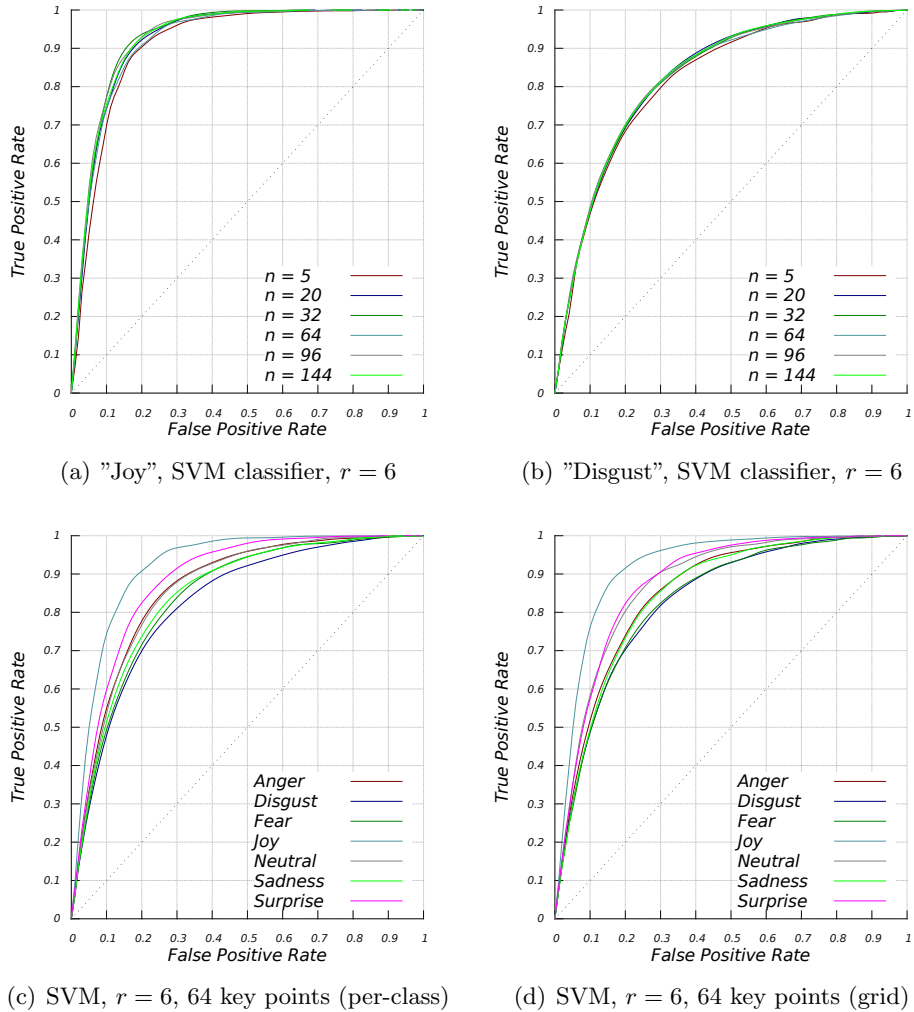 1
0.9
0.8
0.7
0.6
0.5
0.4
0.3
0.2
0.1
0
True Positive Rate
n = 5
n = 20
n = 32
n = 64
n = 96
n = 144
0 0.1 0.2 0.3 0.4 0.5 0.6 0.7 0.8 0.9 1
False Positive Rate
(a) ”Joy”, SVM classifier, r = 6
1
0.9
0.8
0.7
0.6
0.5
0.4
0.3
0.2
0.1
0
True Positive Rate
n = 5
n = 20
n = 32
n = 64
n = 96
n = 144
0 0.1 0.2 0.3 0.4 0.5 0.6 0.7 0.8 0.9 1
False Positive Rate
(b) ”Disgust”, SVM classifier, r = 6
1
0.9
0.8
0.7
0.6
0.5
0.4
0.3
0.2
0.1
0
True Positive Rate
Anger
Disgust
Fear
Joy
Neutral
Sadness
Surprise
0 0.1 0.2 0.3 0.4 0.5 0.6 0.7 0.8 0.9 1
False Positive Rate
(c) SVM, r = 6, 64 key points (per-class)
1
0.9
0.8
0.7
0.6
0.5
0.4
0.3
0.2
0.1
0
True Positive Rate
Anger
Disgust
Fear
Joy
Neutral
Sadness
Surprise
0 0.1 0.2 0.3 0.4 0.5 0.6 0.7 0.8 0.9 1
False Positive Rate
(d) SVM, r = 6, 64 key points (grid)